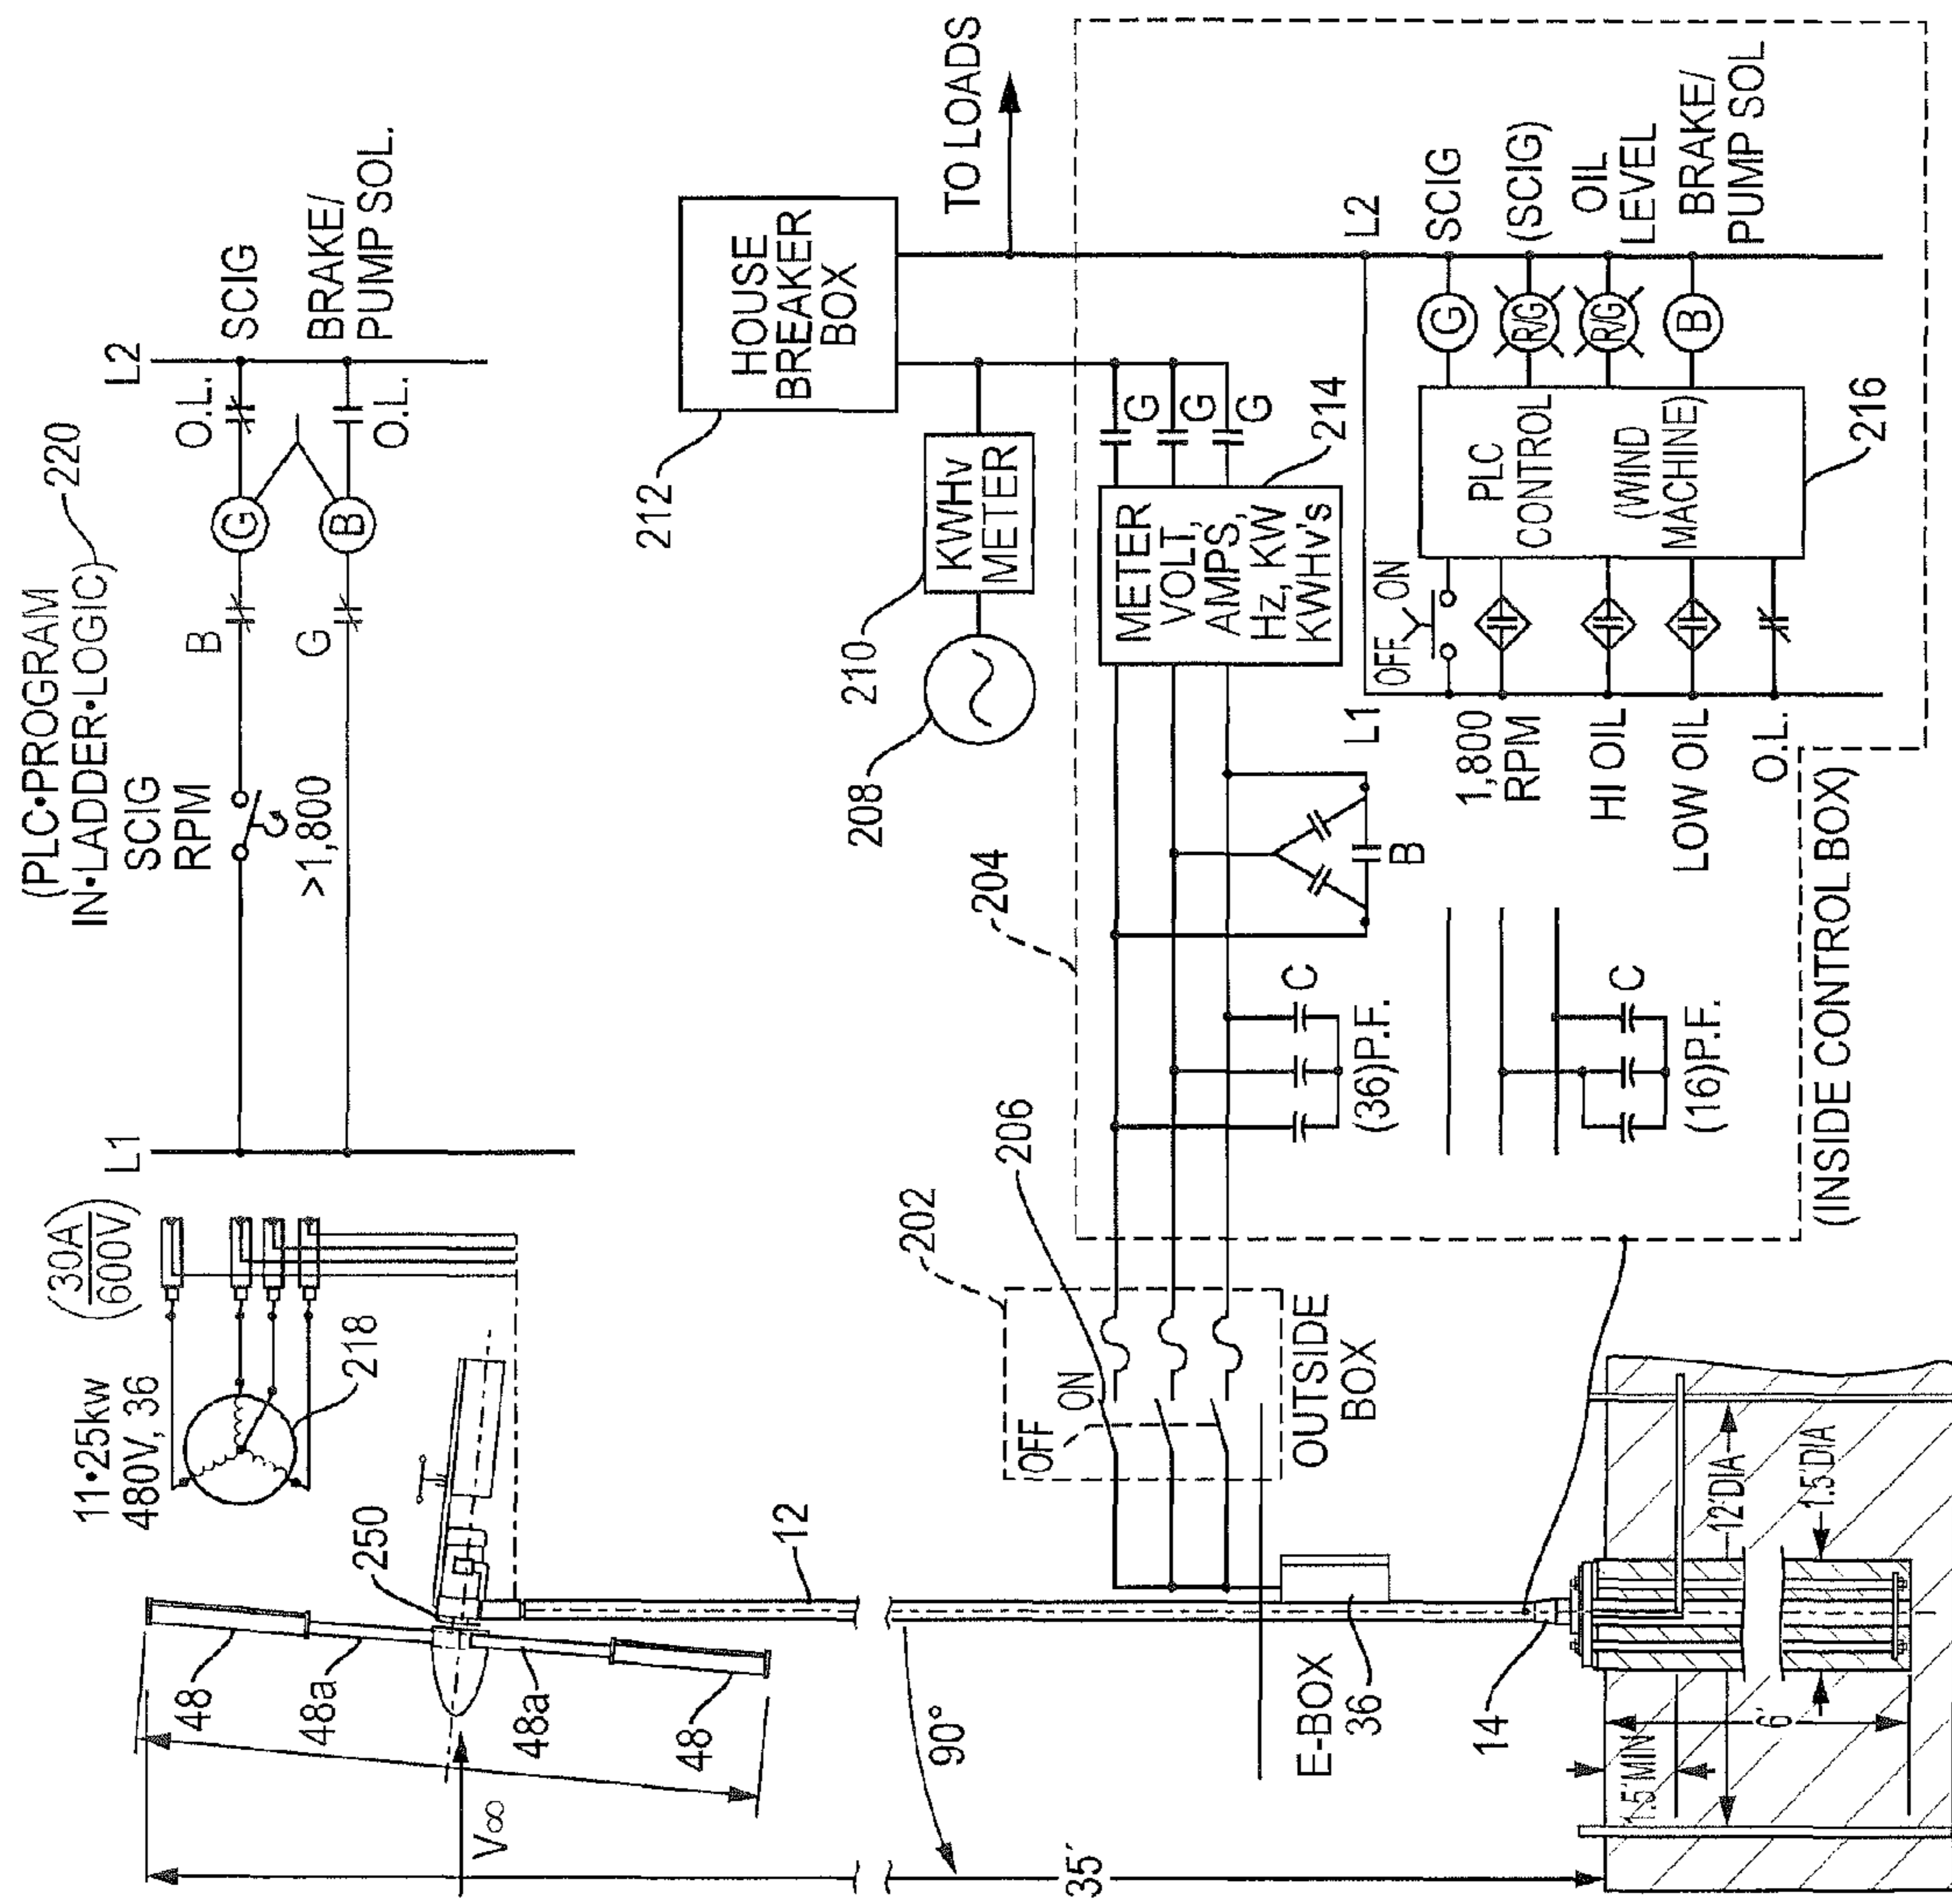 (PLC•PROGRAM
IN•LADDER•LOGIC)
220
L1
L2
SCIG
RPM
>1,800
B
G
G
B
O.L.
O.L.
SCIG
BRAKE/
PUMP SOL.
(30A
600V)
11•25kw
480V, 36
218
250
48
48a
48a
48
V∞
12
90°
35'
212
HOUSE
BREAKER
BOX
TO LOADS
210
KWHv
METER
208
204
206
202
OFF
ON
OUTSIDE
BOX
METER
VOLT,
AMPS,
Hz, KW
KWHv's
214
G
G
G
B
C
(36)P.F.
C
(16)P.F.
L1
L2
OFF
ON
1,800
RPM
HI OIL
LOW OIL
O.L.
PLC
CONTROL
(WIND
MACHINE)
216
G
R/G
R/G
B
SCIG
(SCIG)
OIL
LEVEL
BRAKE/
PUMP SOL
(INSIDE CONTROL BOX)
E-BOX
36
14
1.5'MIN
6'
12'DIA
1.5'DIA